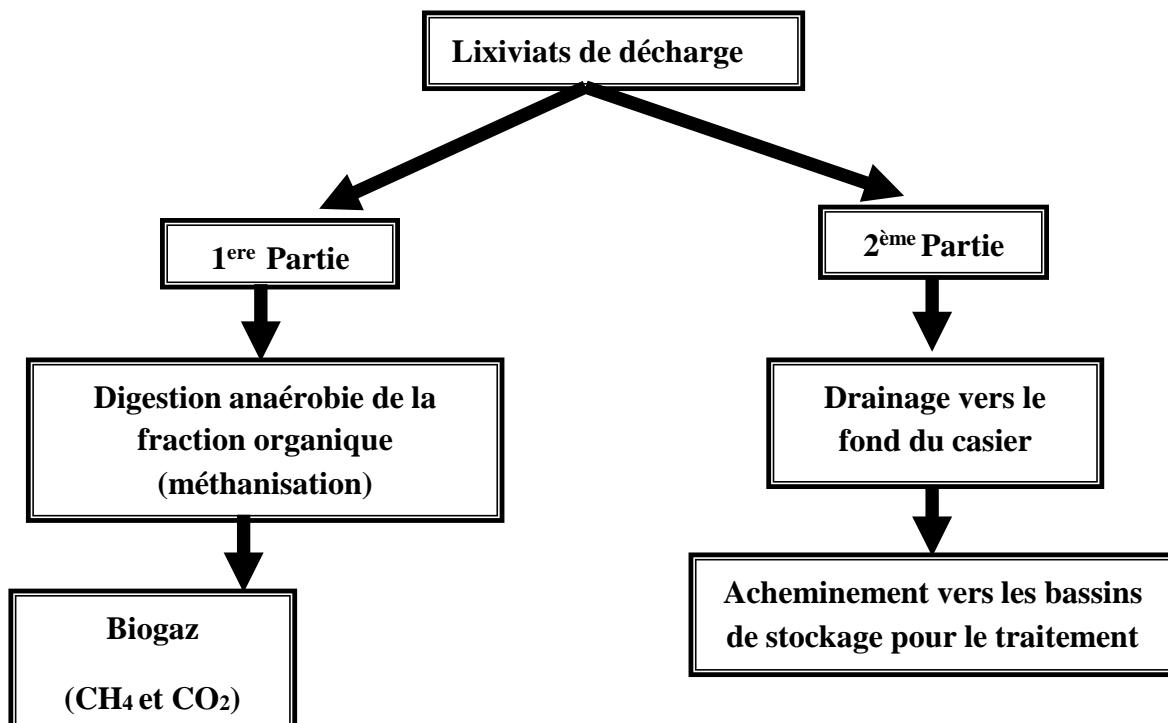 Lixiviats de décharge
1ere Partie
2ème Partie
Digestion anaérobie de la
fraction organique
(méthanisation)
Drainage vers le
fond du casier
Biogaz
(CH4 et CO2)
Acheminement vers les bassins
de stockage pour le traitement